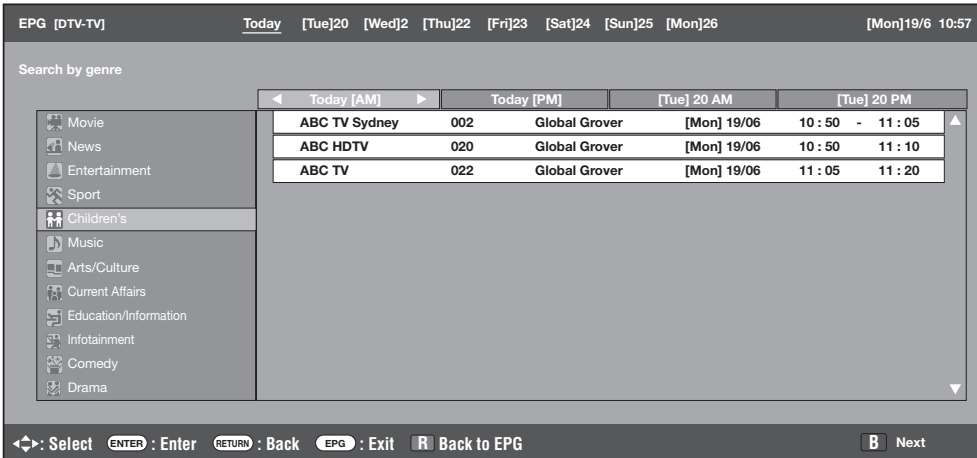 EPG [DTV-TV] Today [Tue]20 [Wed]2 [Thu]22 [Fri]23 [Sat]24 [Sun]25 [Mon]26 [Mon]19/6 10:57
Search by genre
Today [AM] Today [PM] [Tue] 20 AM [Tue] 20 PM
Movie
News
Entertainment
Sport
Children's
Music
Arts/Culture
Current Affairs
Education/Information
Infotainment
Comedy
Drama
ABC TV Sydney 002 Global Grover [Mon] 19/06 10 : 50 - 11 : 05
ABC HDTV 020 Global Grover [Mon] 19/06 10 : 50 11 : 10
ABC TV 022 Global Grover [Mon] 19/06 11 : 05 11 : 20
: Select ENTER : Enter RETURN : Back EPG : Exit R Back to EPG B Next